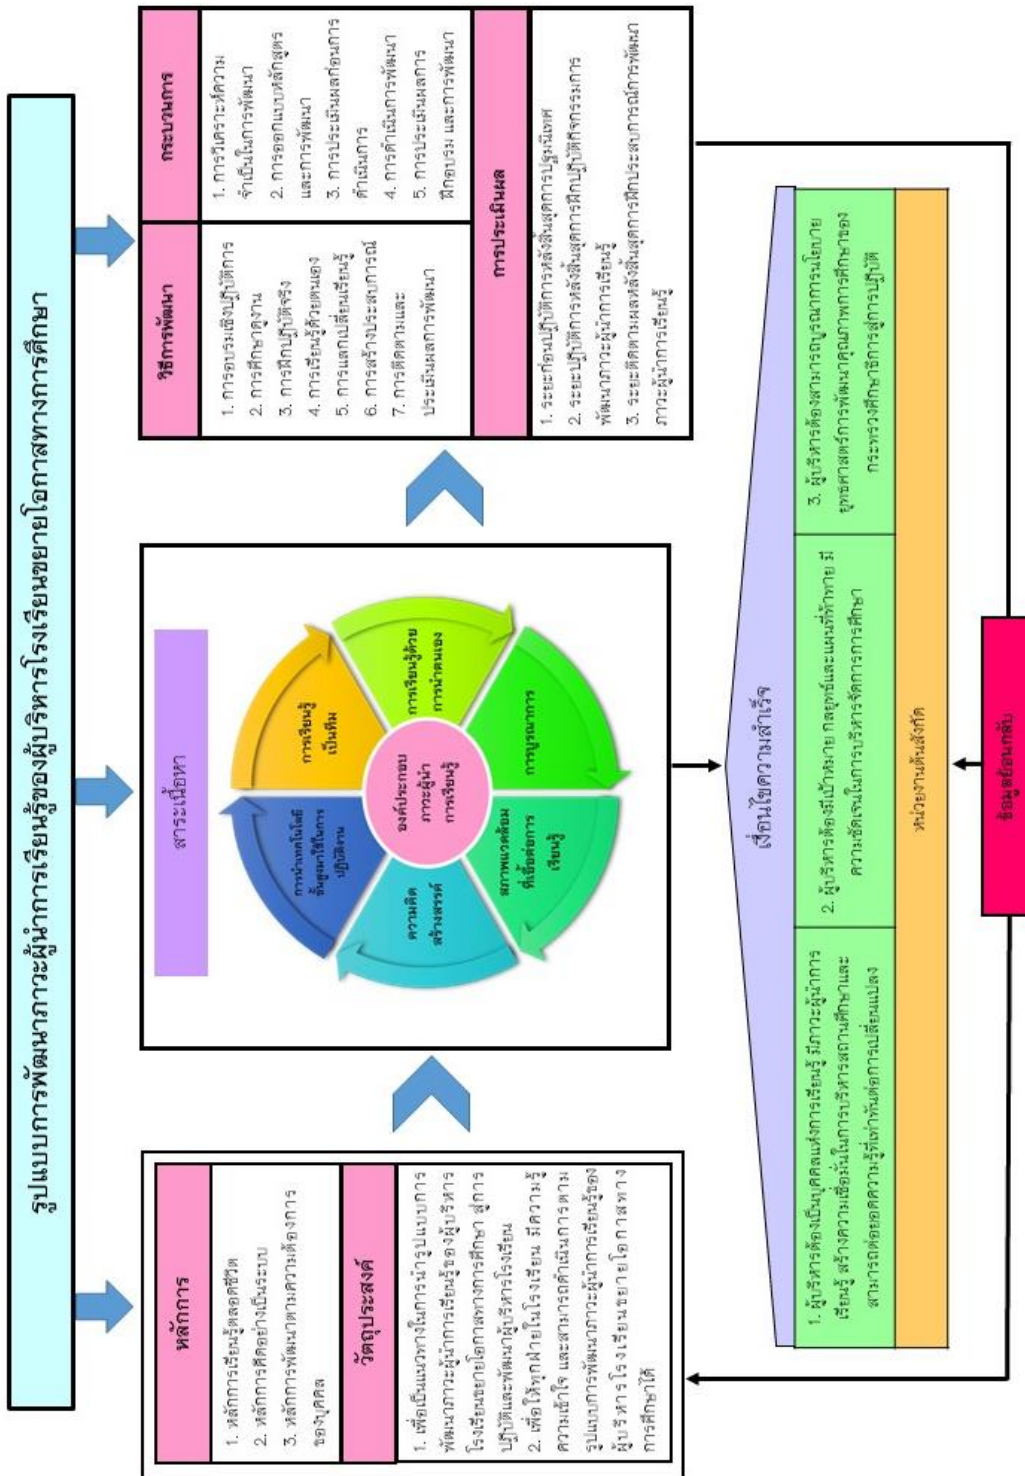 รูปแบบการพัฒนาภาวะผู้นำการเรียนรู้ของผู้บริหารโรงเรียนขยายโอกาสทางการศึกษา
หลักการ
1. หลักการเรียนรู้ตลอดชีวิต
2. หลักการคิดอย่างเป็นระบบ
3. หลักการพัฒนาตามความต้องการ
ของบุคคล
วัตถุประสงค์
1. เพื่อเป็นแนวทางในการนำรูปแบบการ
พัฒนาภาวะผู้นำการเรียนรู้ของผู้บริหาร
โรงเรียนขยายโอกาสทางการศึกษา สู่การ
ปฏิบัติและพัฒนาผู้บริหารโรงเรียน
2. เพื่อให้ทุกฝ่ายในโรงเรียน มีความรู้
ความเข้าใจ และสามารถดำเนินการตาม
รูปแบบการพัฒนาภาวะผู้นำการเรียนรู้ของ
ผู้บริหารโรงเรียนขยายโอกาสทาง
การศึกษาได้
สาระเนื้อหา
การเรียนรู้
เป็นทีม
การเรียนรู้ด้วย
การนำตนเอง
การบูรณาการ
สภาพแวดล้อม
ที่เอื้อต่อการ
เรียนรู้
ความคิด
สร้างสรรค์
การนำเทคโนโลยี
ขั้นสูงมาใช้ในการ
ปฏิบัติงาน
องค์ประกอบ
ภาวะผู้นำ
การเรียนรู้
วิธีการพัฒนา
1. การอบรมเชิงปฏิบัติการ
2. การศึกษาดูงาน
3. การฝึกปฏิบัติจริง
4. การเรียนรู้ด้วยตนเอง
5. การแลกเปลี่ยนเรียนรู้
6. การสร้างประสบการณ์
7. การติดตามและ
ประเมินผลการพัฒนา
กระบวนการ
1. การวิเคราะห์ความ
จำเป็นในการพัฒนา
2. การออกแบบหลักสูตร
และการพัฒนา
3. การประเมินผลก่อนการ
ดำเนินการ
4. การดำเนินการพัฒนา
5. การประเมินผลการ
ฝึกอบรม และการพัฒนา
การประเมินผล
1. ระยะก่อนปฏิบัติการหลังสิ้นสุดการปฐมนิเทศ
2. ระยะปฏิบัติการหลังสิ้นสุดการฝึกปฏิบัติกิจกรรมการ
พัฒนาภาวะผู้นำการเรียนรู้
3. ระยะติดตามผลหลังสิ้นสุดการฝึกประสบการณ์การพัฒนา
ภาวะผู้นำการเรียนรู้
เงื่อนไขความสำเร็จ
1. ผู้บริหารต้องเป็นบุคคลแห่งการเรียนรู้ มีภาวะผู้นำการ
เรียนรู้ สร้างความเชื่อมั่นในการบริหารสถานศึกษาและ
สามารถต่อยอดความรู้ที่เท่าทันต่อการเปลี่ยนแปลง
2. ผู้บริหารต้องมีเป้าหมาย กลยุทธ์และแผนที่ท้าทาย มี
ความชัดเจนในการบริหารจัดการการศึกษา
3. ผู้บริหารต้องสามารถบูรณาการนโยบาย
ยุทธศาสตร์การพัฒนาคุณภาพการศึกษาของ
กระทรวงศึกษาธิการสู่การปฏิบัติ
หน่วยงานต้นสังกัด
ข้อมูลย้อนกลับ